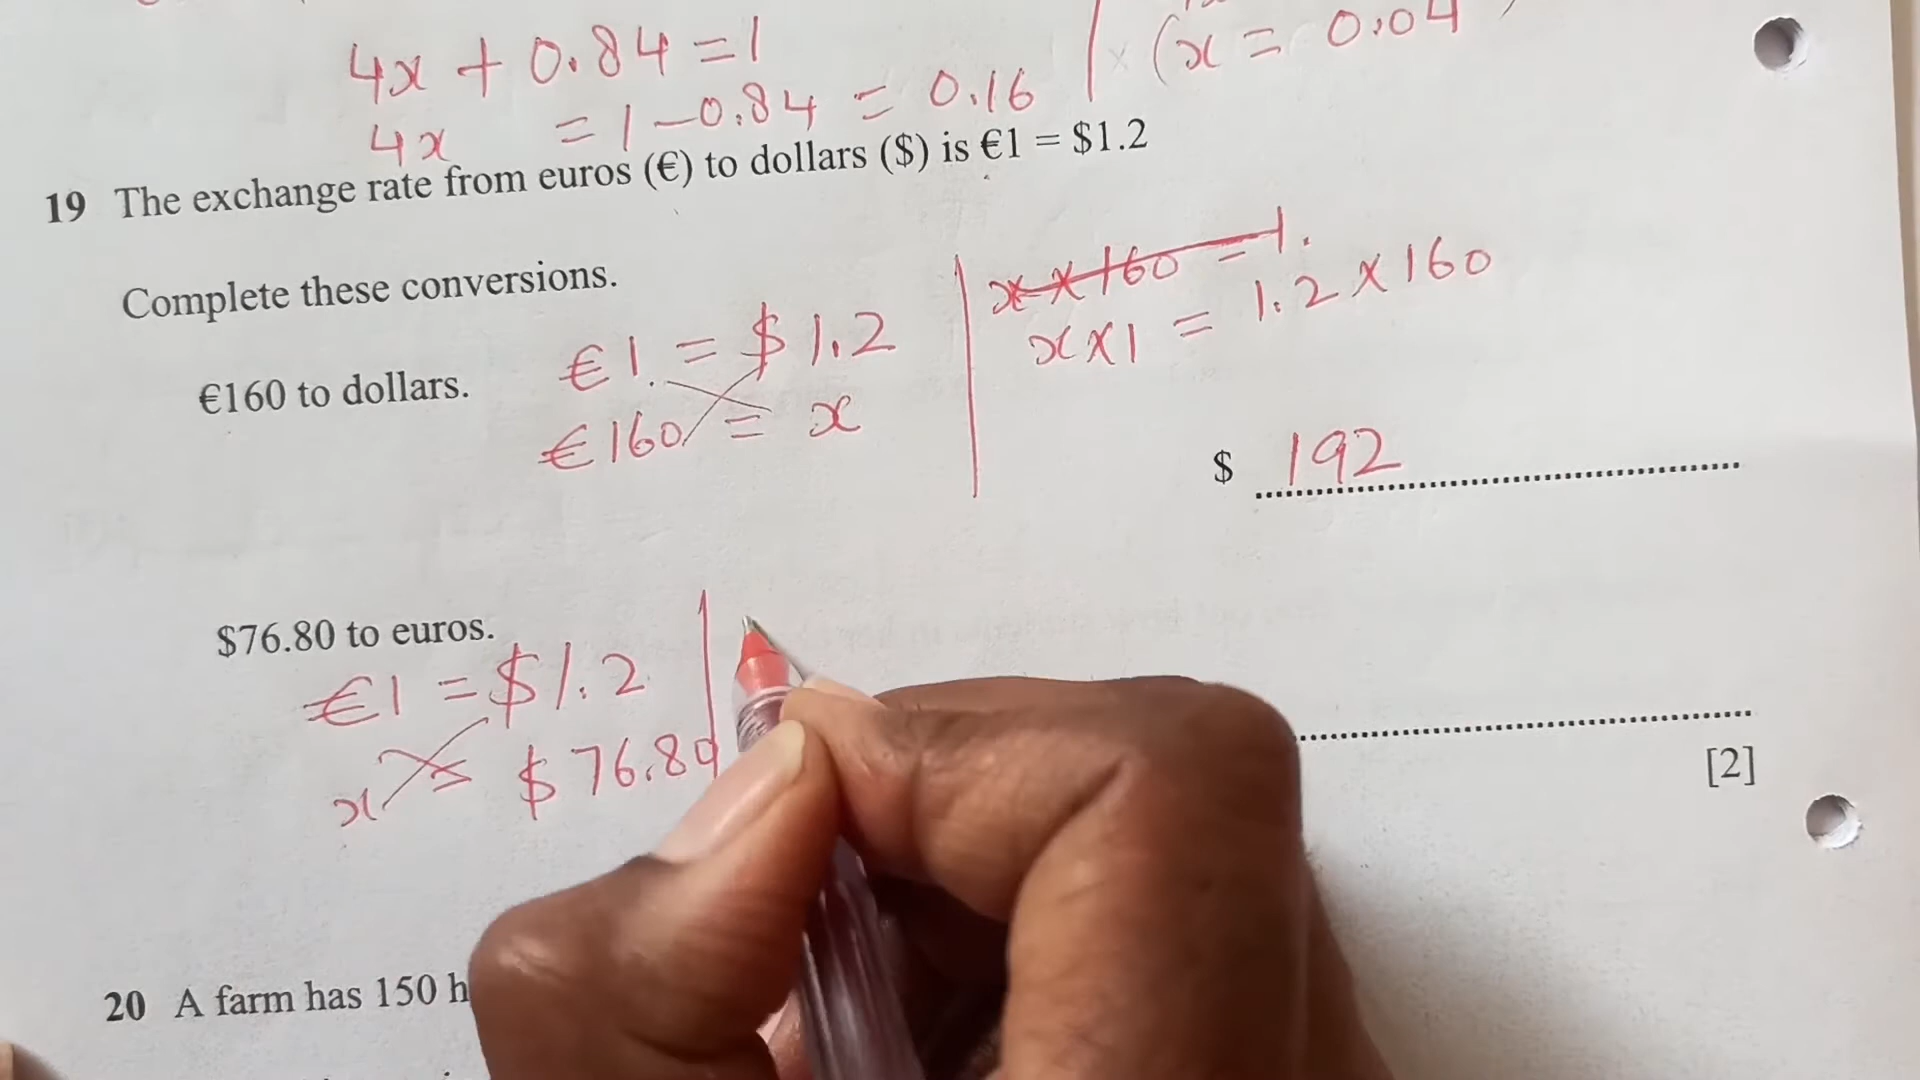 4x + 0.84 = 1
4x = 1 - 0.84 = 0.16
(x = 0.04
19 The exchange rate from euros (€) to dollars ($) is €1 = $1.2
Complete these conversions.
€160 to dollars.
€1 = $1.2
€160 = x
x × 160 = 1.
x × 1 = 1.2 × 160
$ 192
$76.80 to euros.
€1 = $1.2
x = $76.80
[2]
20 A farm has 150 h